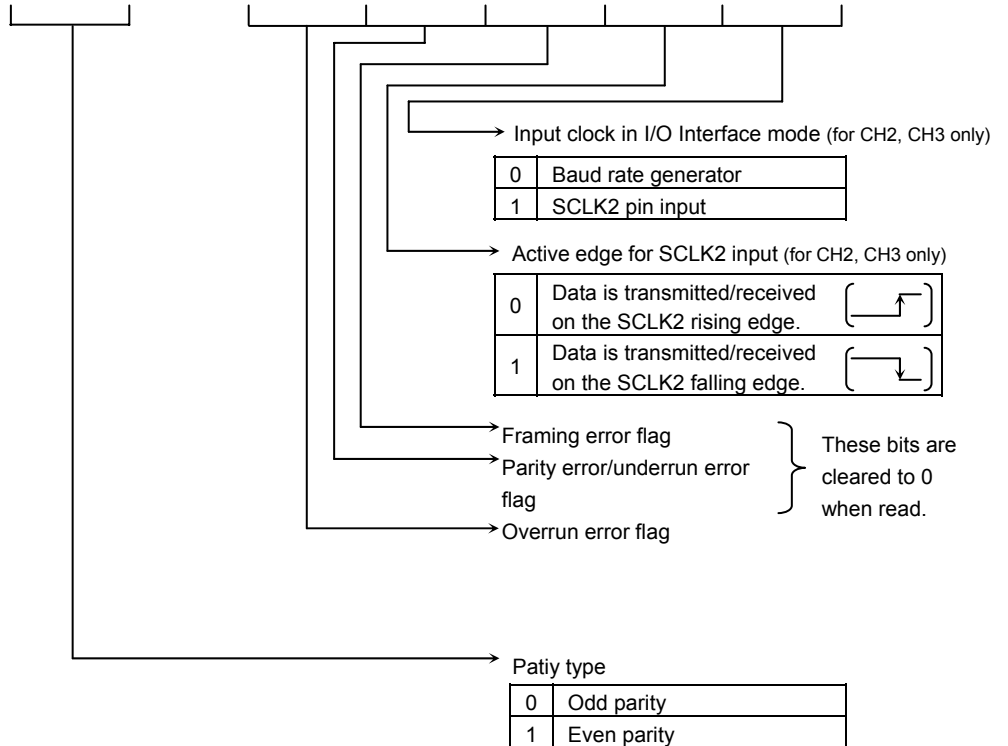 Input clock in I/O Interface mode (for CH2, CH3 only)
0 Baud rate generator
1 SCLK2 pin input
Active edge for SCLK2 input (for CH2, CH3 only)
0 Data is transmitted/received
on the SCLK2 rising edge.
1 Data is transmitted/received
on the SCLK2 falling edge.
Framing error flag
Parity error/underrun error
flag
Overrun error flag
These bits are
cleared to 0
when read.
Patiy type
0 Odd parity
1 Even parity